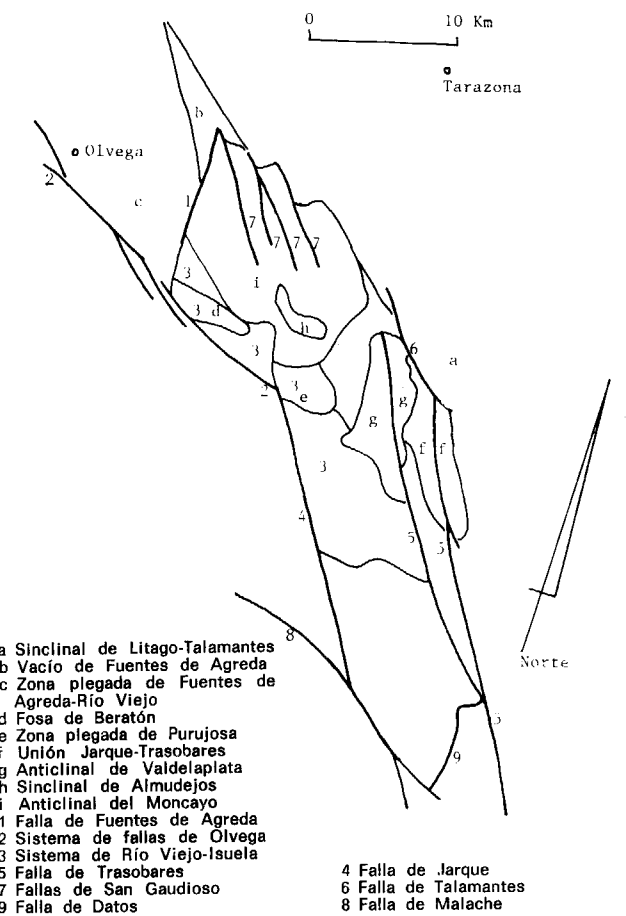 0 10 Km
Tarazona
b
Olvega
2
c
1
7
7 7 7
3
i
3 d
h
3
6
a
2
3
e
g
g
f f
3
4
5
5
8
Norte
9
5
a Sinclinal de Litago-Talamantes
b Vacío de Fuentes de Agreda
c Zona plegada de Fuentes de
Agreda-Río Viejo
d Fosa de Beratón
e Zona plegada de Purujosa
f Unión Jarque-Trasobares
g Anticlinal de Valdelaplata
h Sinclinal de Almudejos
i Anticlinal del Moncayo
1 Falla de Fuentes de Agreda
2 Sistema de fallas de Olvega
3 Sistema de Río Viejo-Isuela
5 Falla de Trasobares
7 Fallas de San Gaudioso
9 Falla de Datos
4 Falla de Jarque
6 Falla de Talamantes
8 Falla de Malache